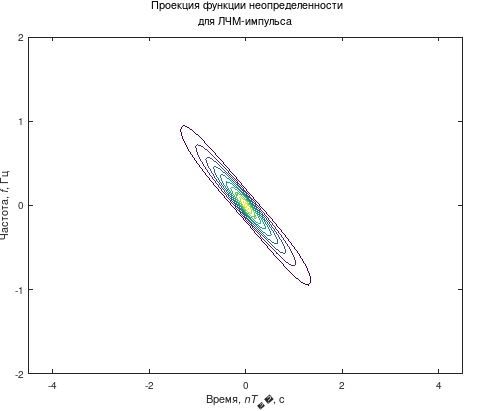 Проекция функции неопределенности
для ЛЧМ-импульса
2
1
0
-1
-2
Частота, f, Гц
-4
-2
0
2
4
Время, nT��, с